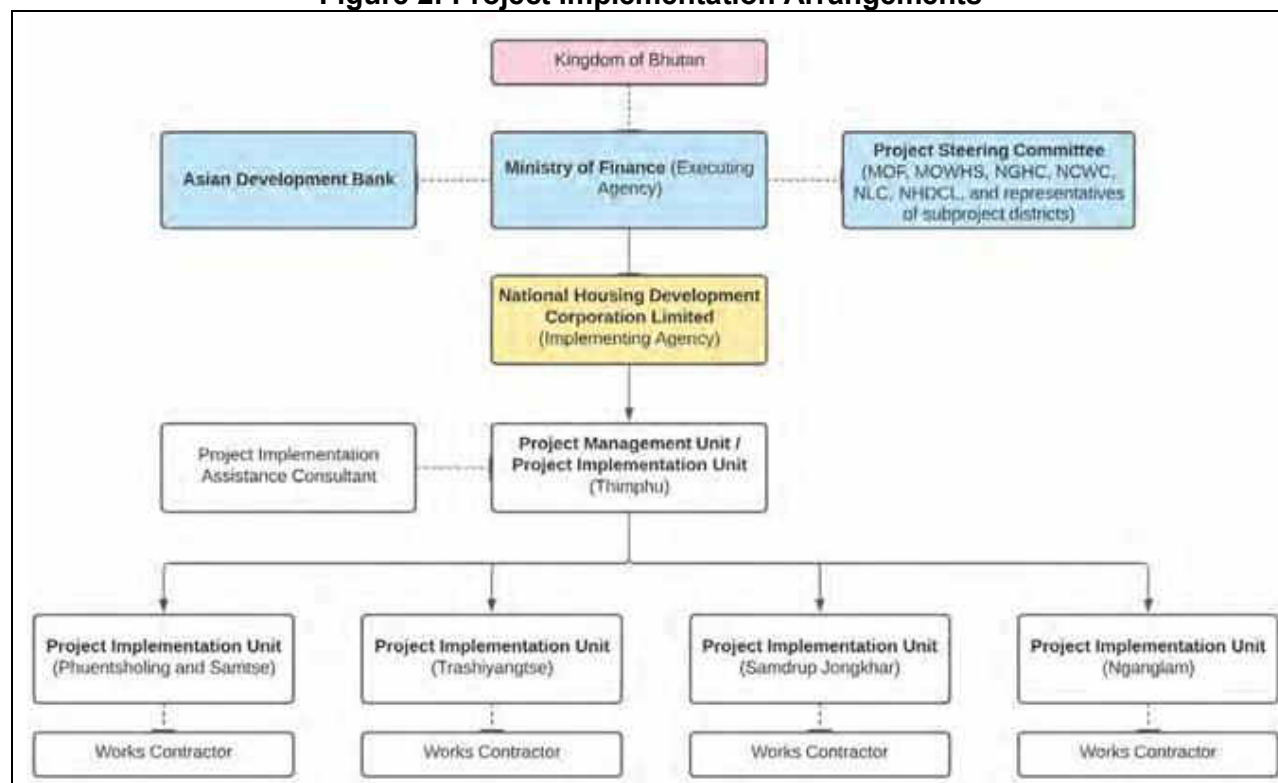 Figure 2: Project Implementation Arrangements
Kingdom of Bhutan
Asian Development Bank
Ministry of Finance (Executing
Agency)
Project Steering Committee
(MOF, MOWHS, NGHC, NCWC,
NLC, NHDCL, and representatives
of subproject districts)
National Housing Development
Corporation Limited
(Implementing Agency)
Project Implementation
Assistance Consultant
Project Management Unit /
Project Implementation Unit
(Thimphu)
Project Implementation Unit
(Phuentsholing and Samtse)
Project Implementation Unit
(Trashiyangtse)
Project Implementation Unit
(Samdrup Jongkhar)
Project Implementation Unit
(Nganglam)
Works Contractor
Works Contractor
Works Contractor
Works Contractor